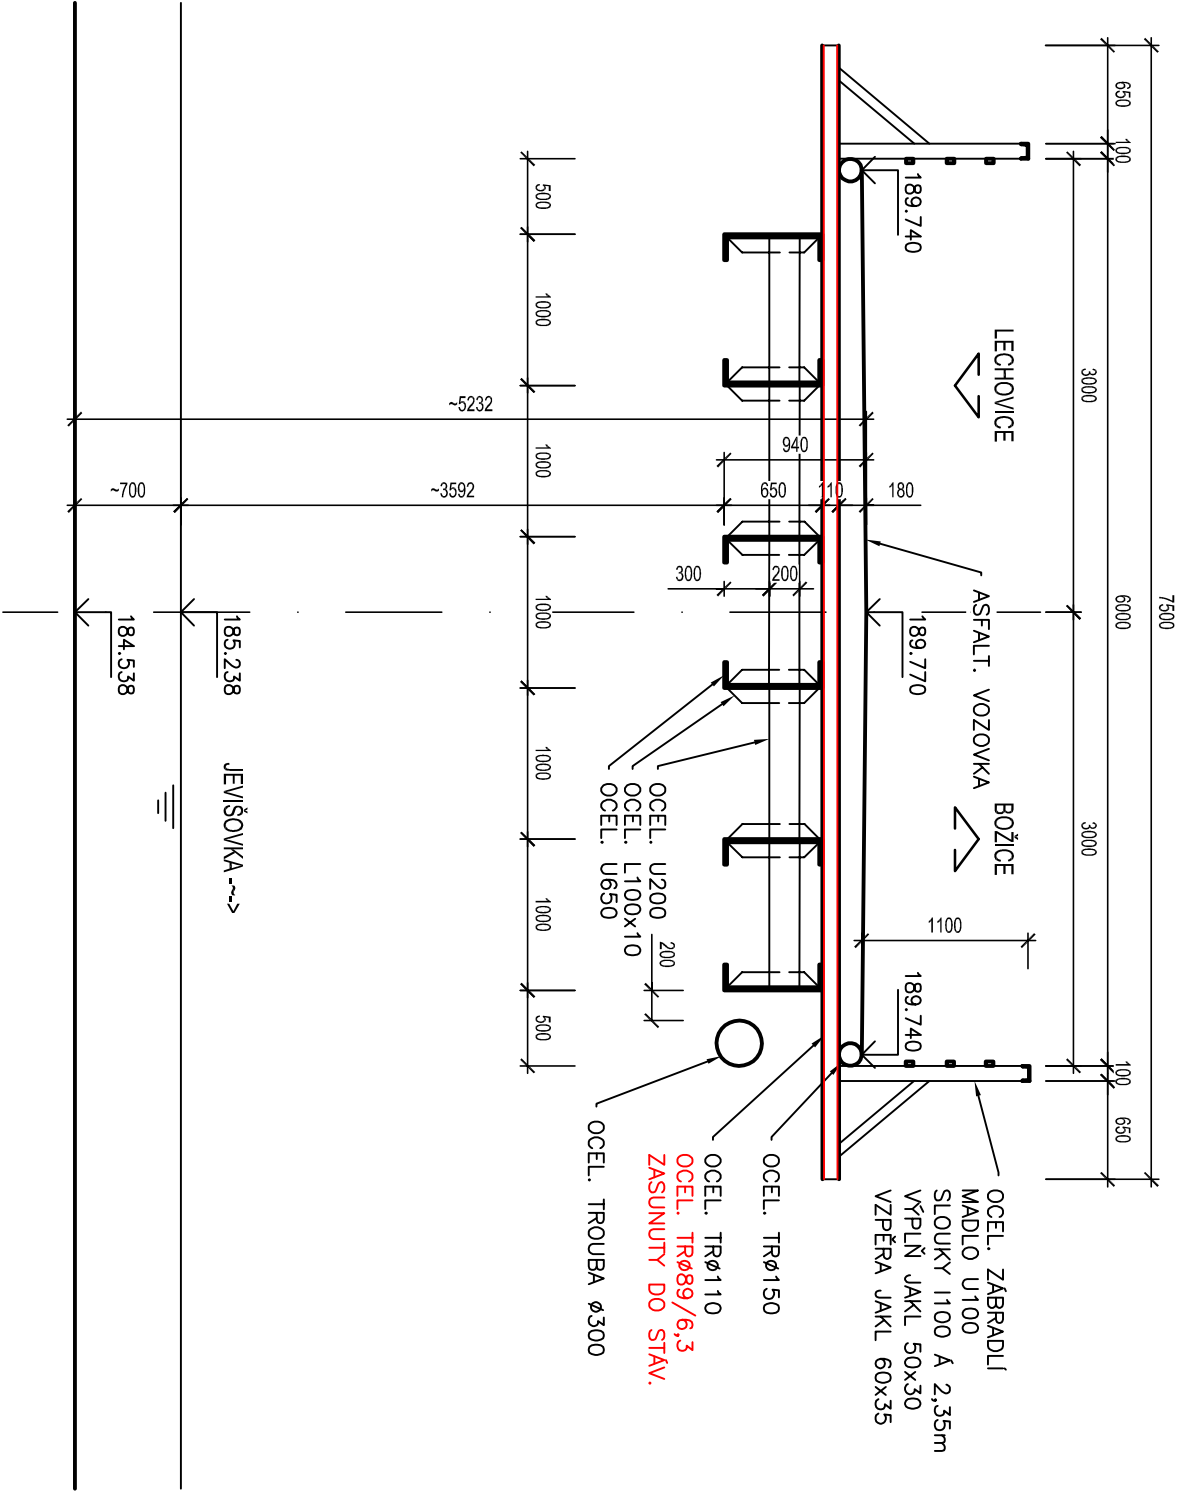 7500
650
100
6000
100
650
3000
3000
LECHOVICE
BOŽICE
189.740
189.770
189.740
1100
ASFALT. VOZOVKA
OCEL. ZÁBRADLÍ
MADLO U100
SLOUKY I100 Á 2,35m
VÝPLŇ JAKL 50x30
VZPĚRA JAKL 60x35
180
110
650
940
200
300
OCEL. TRø150
OCEL. TRø110
OCEL. TRø89/6,3
ZASUNUTY DO STÁV.
OCEL. TROUBA ø300
OCEL. U200
OCEL. L100x10
OCEL. U650
200
500
1000
1000
1000
1000
1000
500
~5232
~3592
~700
185.238
184.538
JEVIŠOVKA-~->